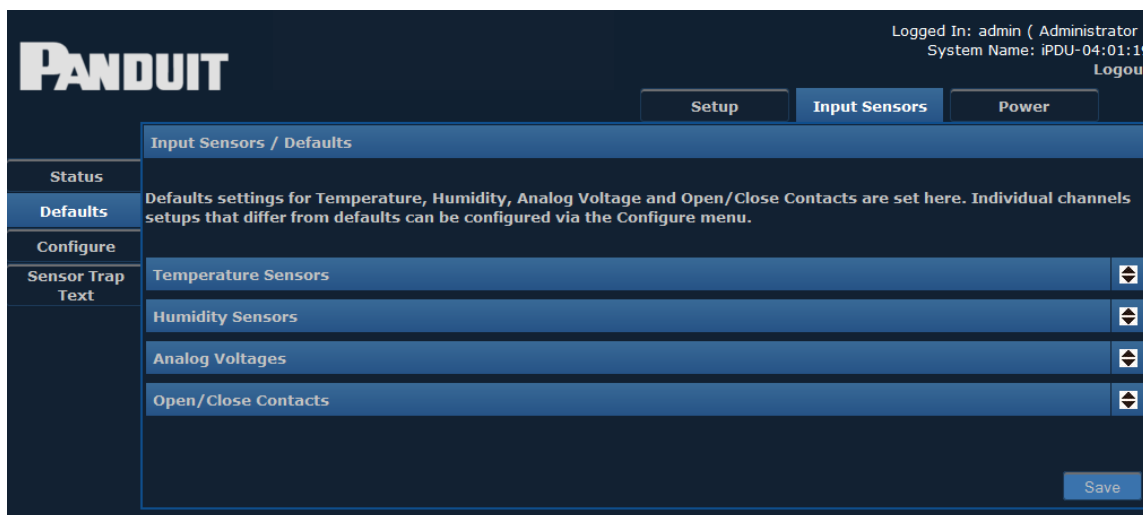 PANDUIT
Logged In: admin ( Administrator
System Name: iPDU-04:01:19
Logou
Setup
Input Sensors
Power
Input Sensors / Defaults
Status
Defaults
Configure
Sensor Trap
Text
Defaults settings for Temperature, Humidity, Analog Voltage and Open/Close Contacts are set here. Individual channels
setups that differ from defaults can be configured via the Configure menu.
Temperature Sensors
Humidity Sensors
Analog Voltages
Open/Close Contacts
Save